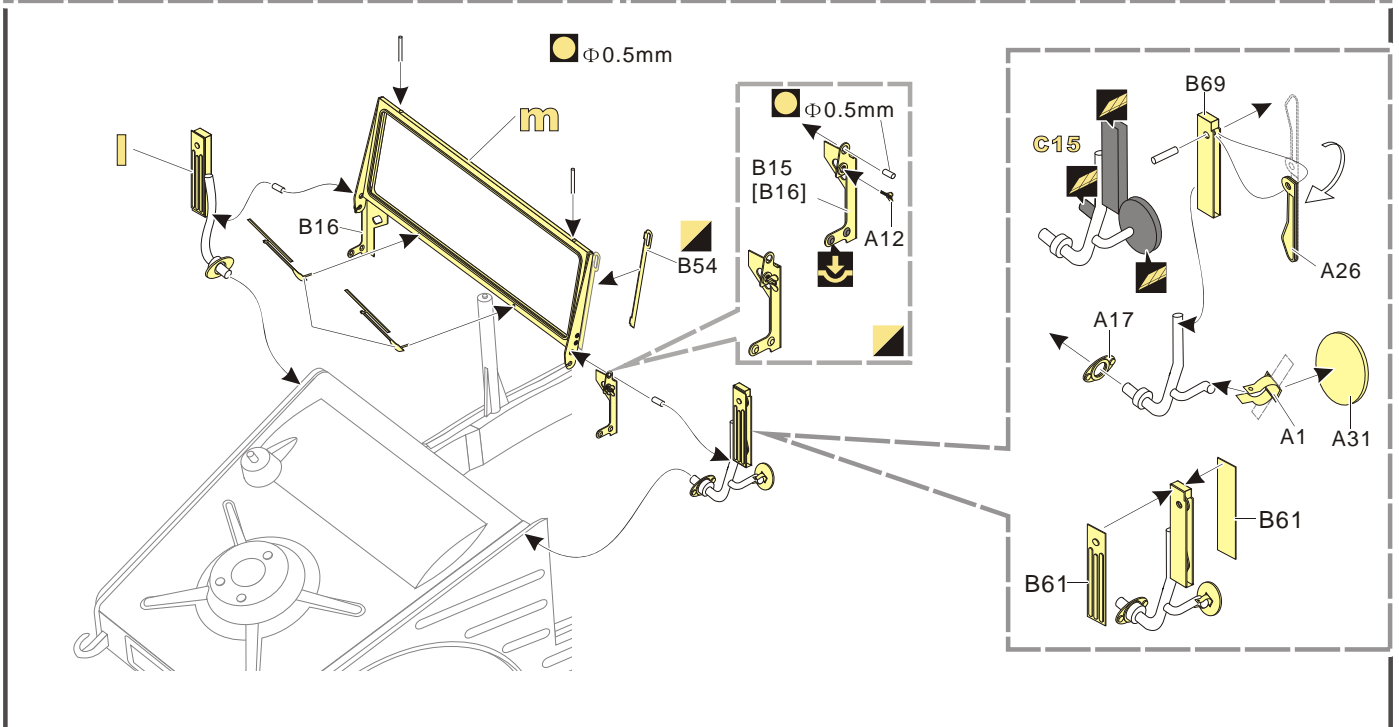 Φ0.5mm
m
l
B16
B54
Φ0.5mm
B15
[B16]
A12
B69
C15
A26
A17
A1
A31
B61
B61